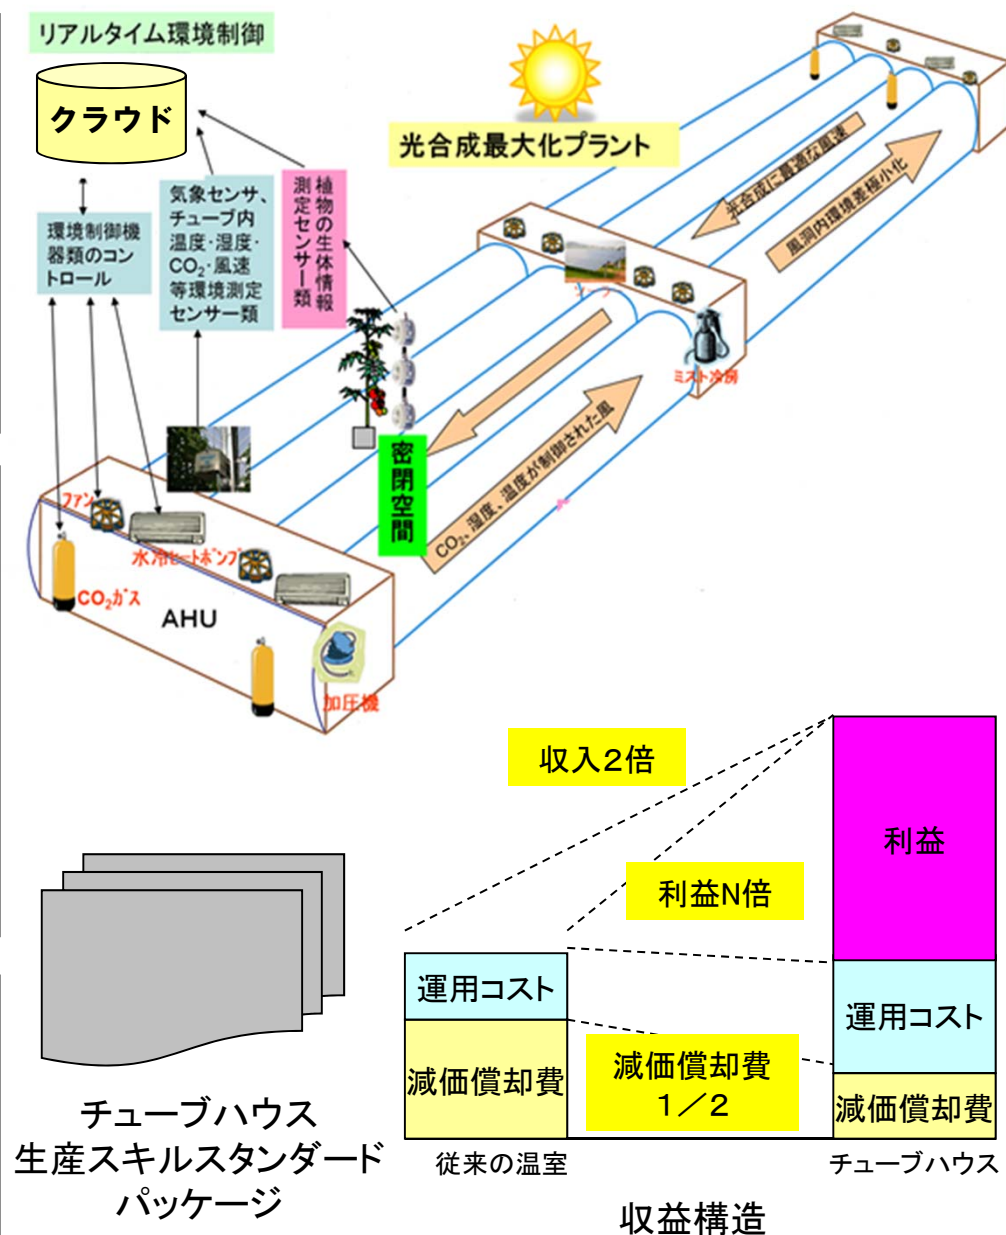 リアルタイム環境制御
クラウド
光合成最大化プラント
環境制御機
器類のコン
トロール
気象センサ、
チューブ内
温度・湿度・
CO₂・風速
等環境測定
センサー類
植物の生体情報
測定センサー類
光合成に最適な風速
風洞内環境差極小化
ソーラー
ミスト冷房
密閉空間
CO₂、湿度、温度が制御された風
ファン
水冷ヒートポンプ
CO₂ガス
AHU
加圧機
収入2倍
利益N倍
利益
運用コスト
運用コスト
減価償却費
減価償却費
1/2
減価償却費
従来の温室
チューブハウス
収益構造
チューブハウス
生産スキルスタンダード
パッケージ